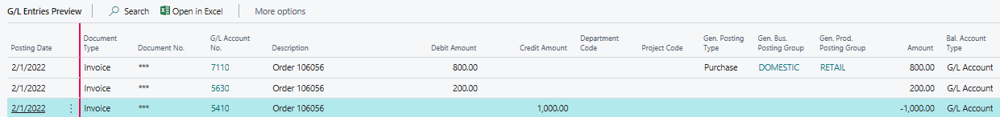 G/L Entries Preview Search Open in Excel More options
Document G/L Account Department Gen. Posting Gen. Bus. Gen. Prod. Bal. Account
Posting Date Type Document No. No. Description Debit Amount Credit Amount Code Project Code Type Posting Group Posting Group Amount Type
2/1/2022 Invoice *** 7110 Order 106056 800.00 Purchase DOMESTIC RETAIL 800.00 G/L Account
2/1/2022 Invoice *** 5630 Order 106056 200.00 200.00 G/L Account
2/1/2022 Invoice *** 5410 Order 106056 1,000.00 -1,000.00 G/L Account